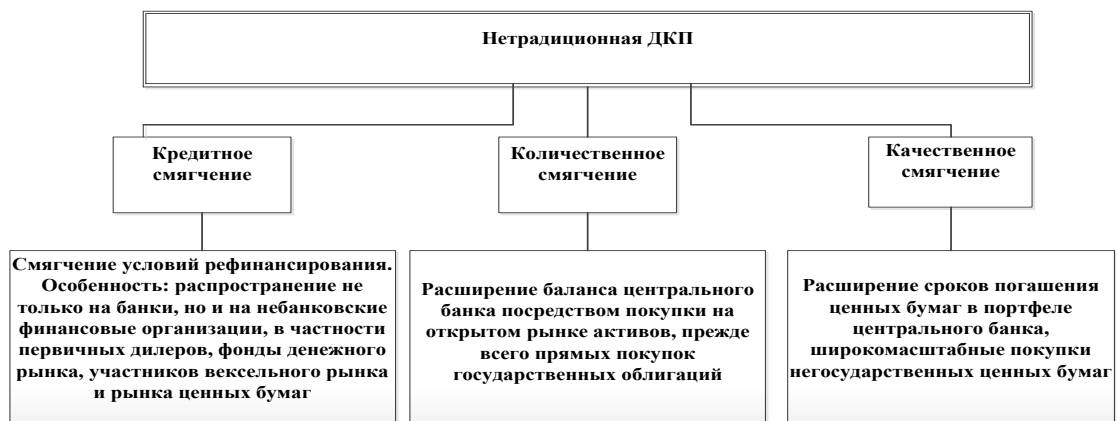 Нетрадиционная ДКП
Кредитное
смягчение
Количественное
смягчение
Качественное
смягчение
Смягчение условий рефинансирования.
Особенность: распространение не
только на банки, но и на небанковские
финансовые организации, в частности
первичных дилеров, фонды денежного
рынка, участников вексельного рынка
и рынка ценных бумаг
Расширение баланса центрального
банка посредством покупки на
открытом рынке активов, прежде
всего прямых покупок
государственных облигаций
Расширение сроков погашения
ценных бумаг в портфеле
центрального банка,
широкомасштабные покупки
негосударственных ценных бумаг